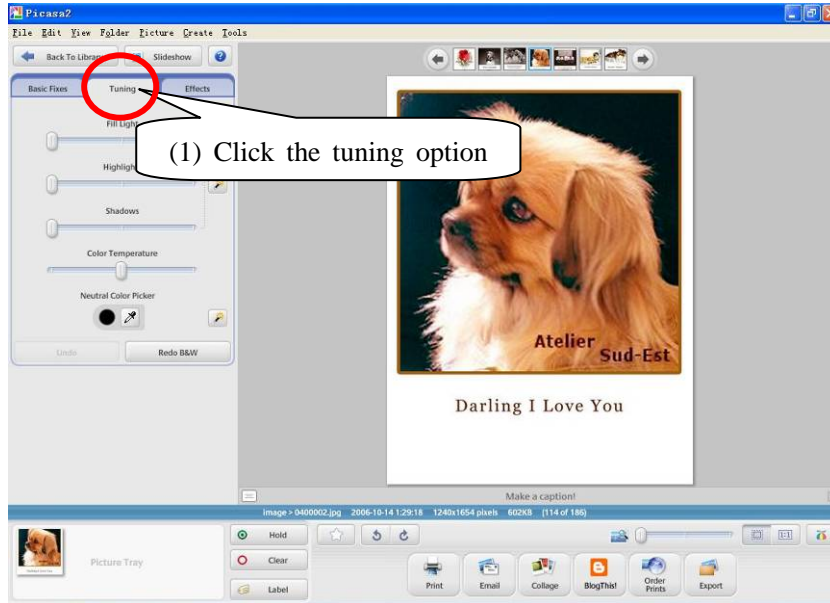 Picasa2
File Edit View Folder Picture Create Tools
Back To Library Slideshow
Basic Fixes Tuning Effects
(1) Click the tuning option
Fill Light
Highlights
Shadows
Color Temperature
Neutral Color Picker
Undo Redo B&W
Atelier
Sud-Est
Darling I Love You
Make a caption!
image > 0400002.jpg 2006-10-14 1:29:18 1240x1654 pixels 602KB (114 of 186)
Picture Tray
Hold
Clear
Label
1:1
Print Email Collage BlogThis! Order Prints Export